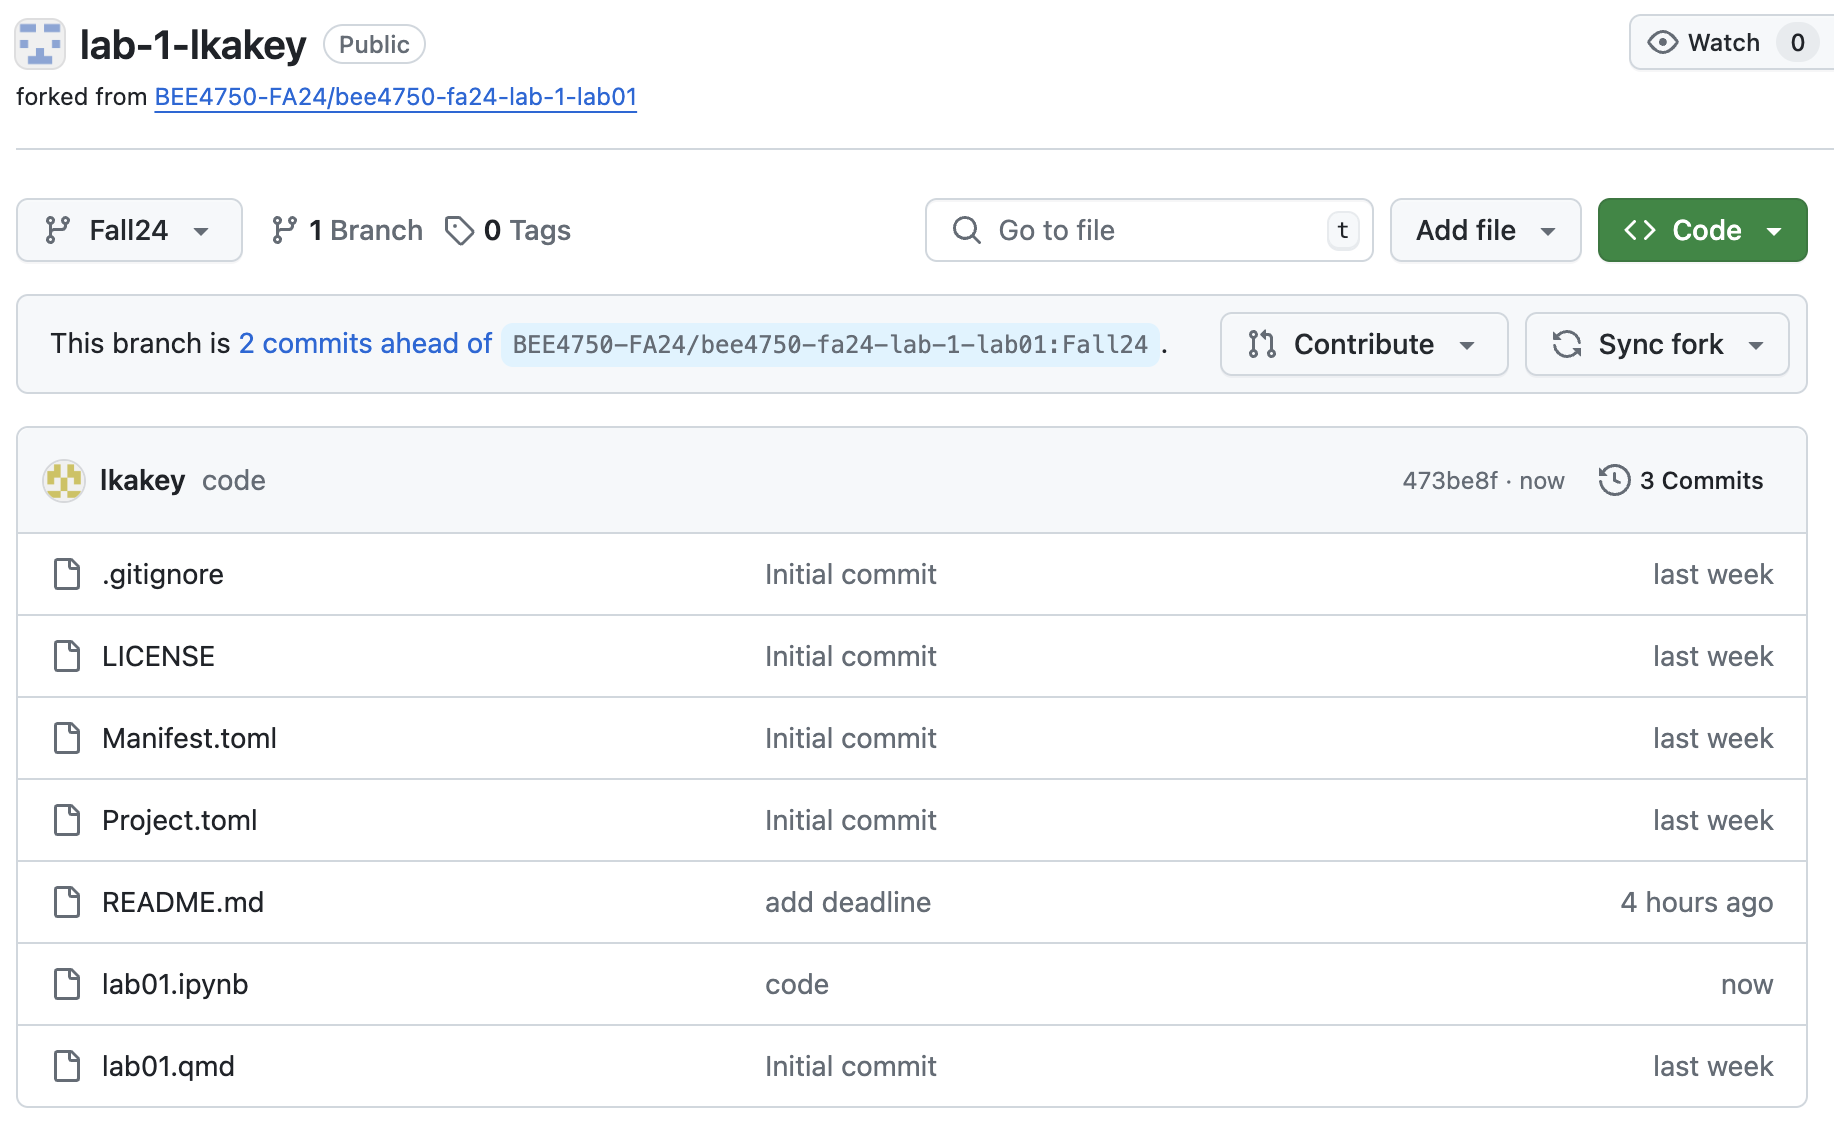 lab-1-lkakey Public Watch 0
forked from BEE4750-FA24/bee4750-fa24-lab-1-lab01
Fall24 1 Branch 0 Tags Go to file t Add file <> Code
This branch is 2 commits ahead of BEE4750-FA24/bee4750-fa24-lab-1-lab01:Fall24 . Contribute Sync fork
lkakey code 473be8f · now 3 Commits
.gitignore Initial commit last week
LICENSE Initial commit last week
Manifest.toml Initial commit last week
Project.toml Initial commit last week
README.md add deadline 4 hours ago
lab01.ipynb code now
lab01.qmd Initial commit last week